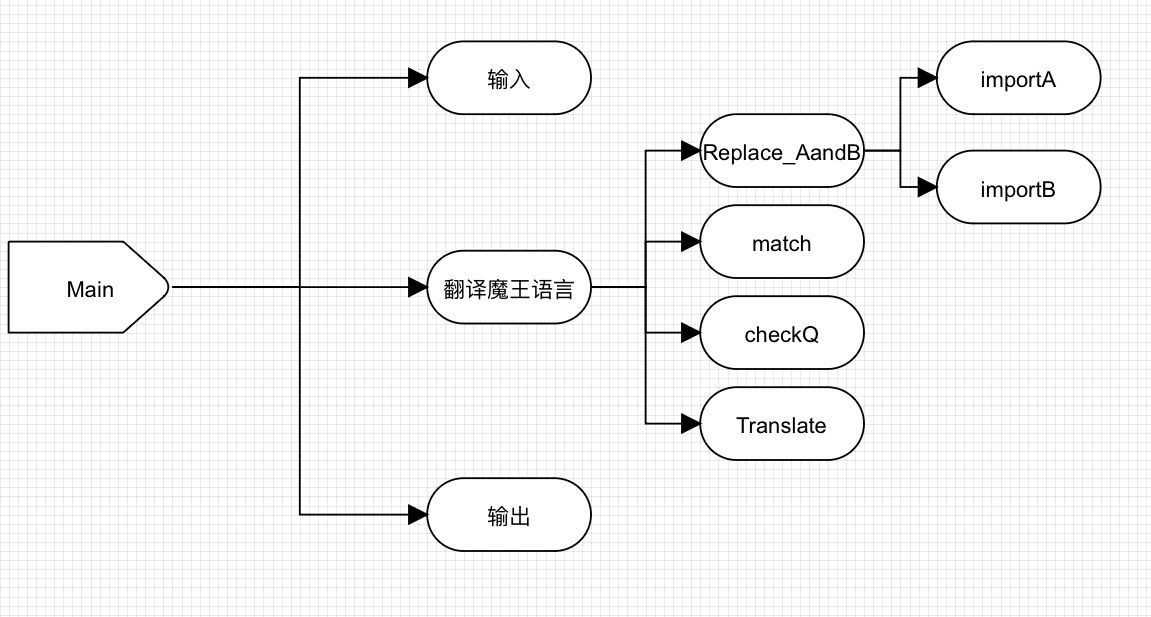 Main
输入
翻译魔王语言
输出
Replace_AandB
match
checkQ
Translate
importA
importB